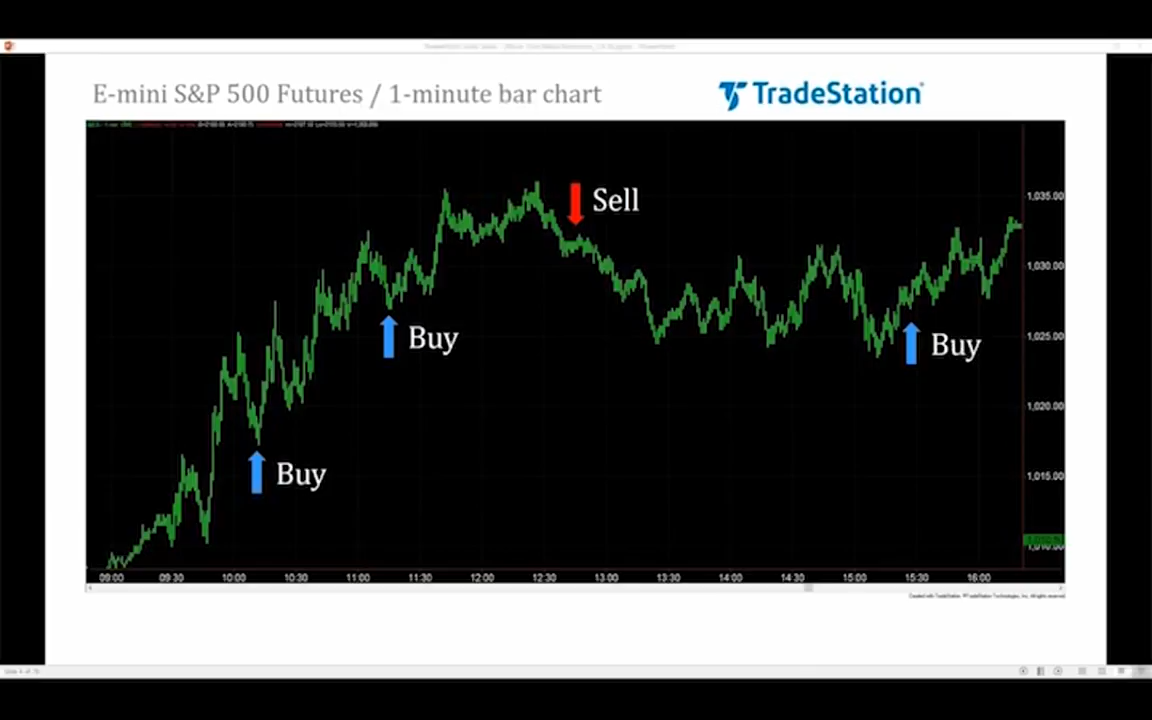 E-mini S&P 500 Futures / 1-minute bar chart
TradeStation
Sell
Buy
Buy
Buy
1,035.00
1,030.00
1,025.00
1,020.00
1,015.00
09:00 09:30 10:00 10:30 11:00 11:30 12:00 12:30 13:00 13:30 14:00 14:30 15:00 15:30 16:00